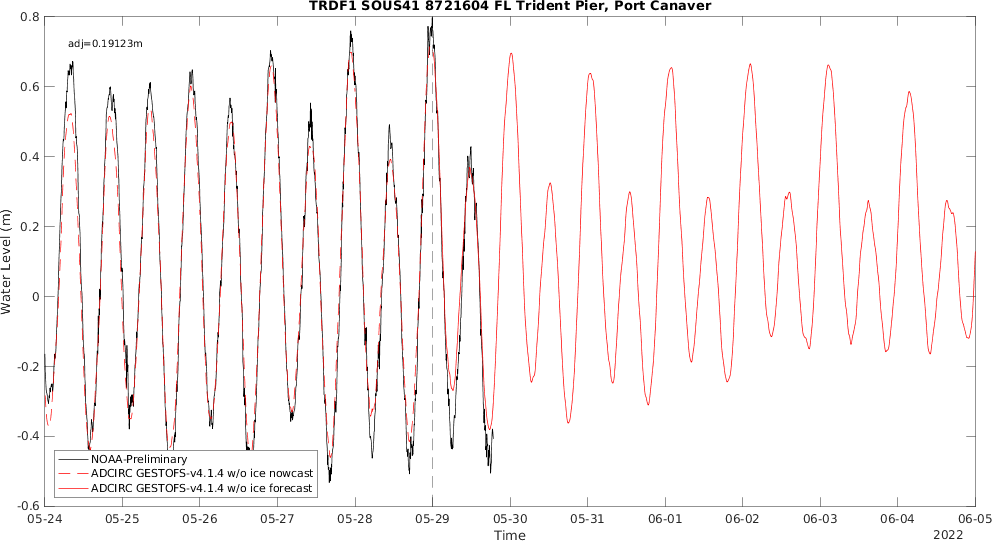 TRDF1 SOUS41 8721604 FL Trident Pier, Port Canaver
adj=0.19123m
0.8
0.6
0.4
0.2
0
-0.2
-0.4
-0.6
Water Level (m)
NOAA-Preliminary
ADCIRC GESTOFS-v4.1.4 w/o ice nowcast
ADCIRC GESTOFS-v4.1.4 w/o ice forecast
05-24 05-25 05-26 05-27 05-28 05-29 05-30 05-31 06-01 06-02 06-03 06-04 06-05
Time
2022